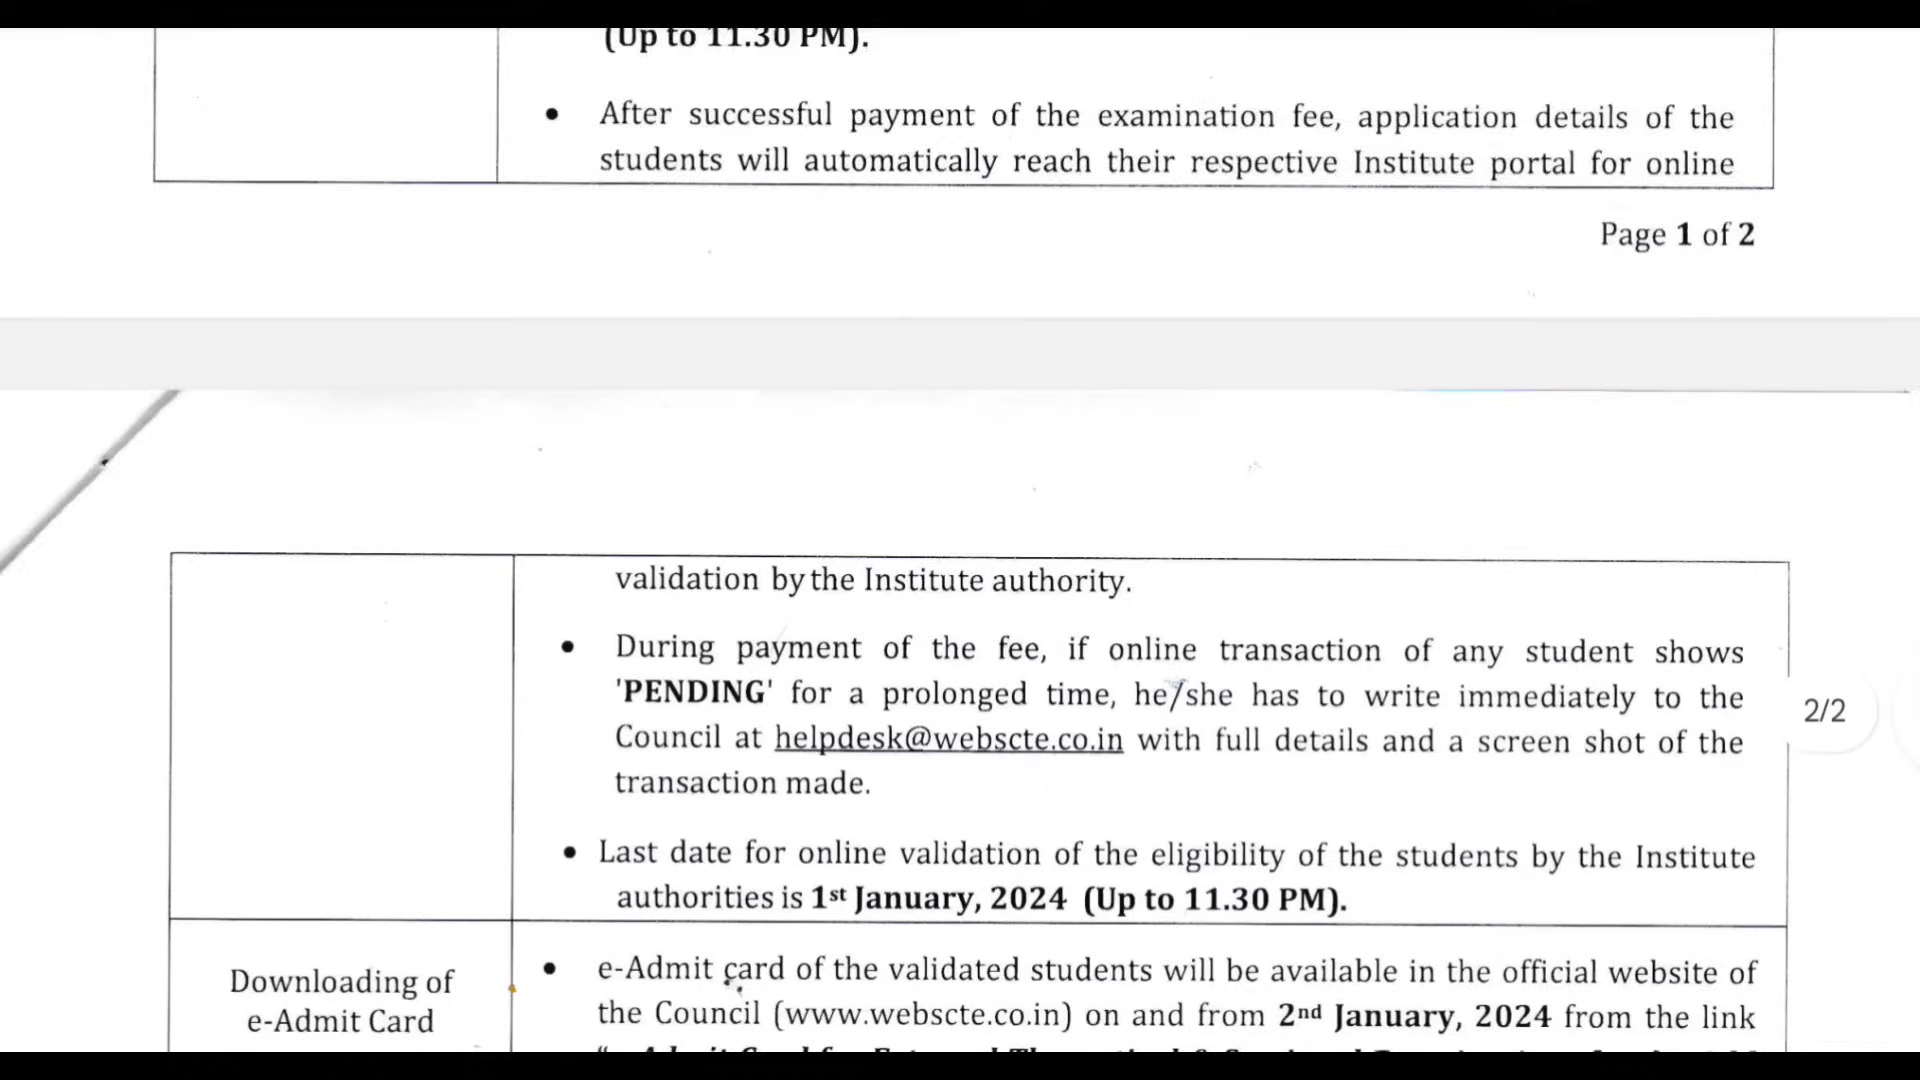 (Up to 11.30 PM).
• After successful payment of the examination fee, application details of the
students will automatically reach their respective Institute portal for online
Page 1 of 2
validation by the Institute authority.
• During payment of the fee, if online transaction of any student shows
'PENDING' for a prolonged time, he/she has to write immediately to the
Council at helpdesk@webscte.co.in with full details and a screen shot of the
transaction made.
2/2
• Last date for online validation of the eligibility of the students by the Institute
authorities is 1st January, 2024 (Up to 11.30 PM).
Downloading of
e-Admit Card
• e-Admit card of the validated students will be available in the official website of
the Council (www.webscte.co.in) on and from 2nd January, 2024 from the link